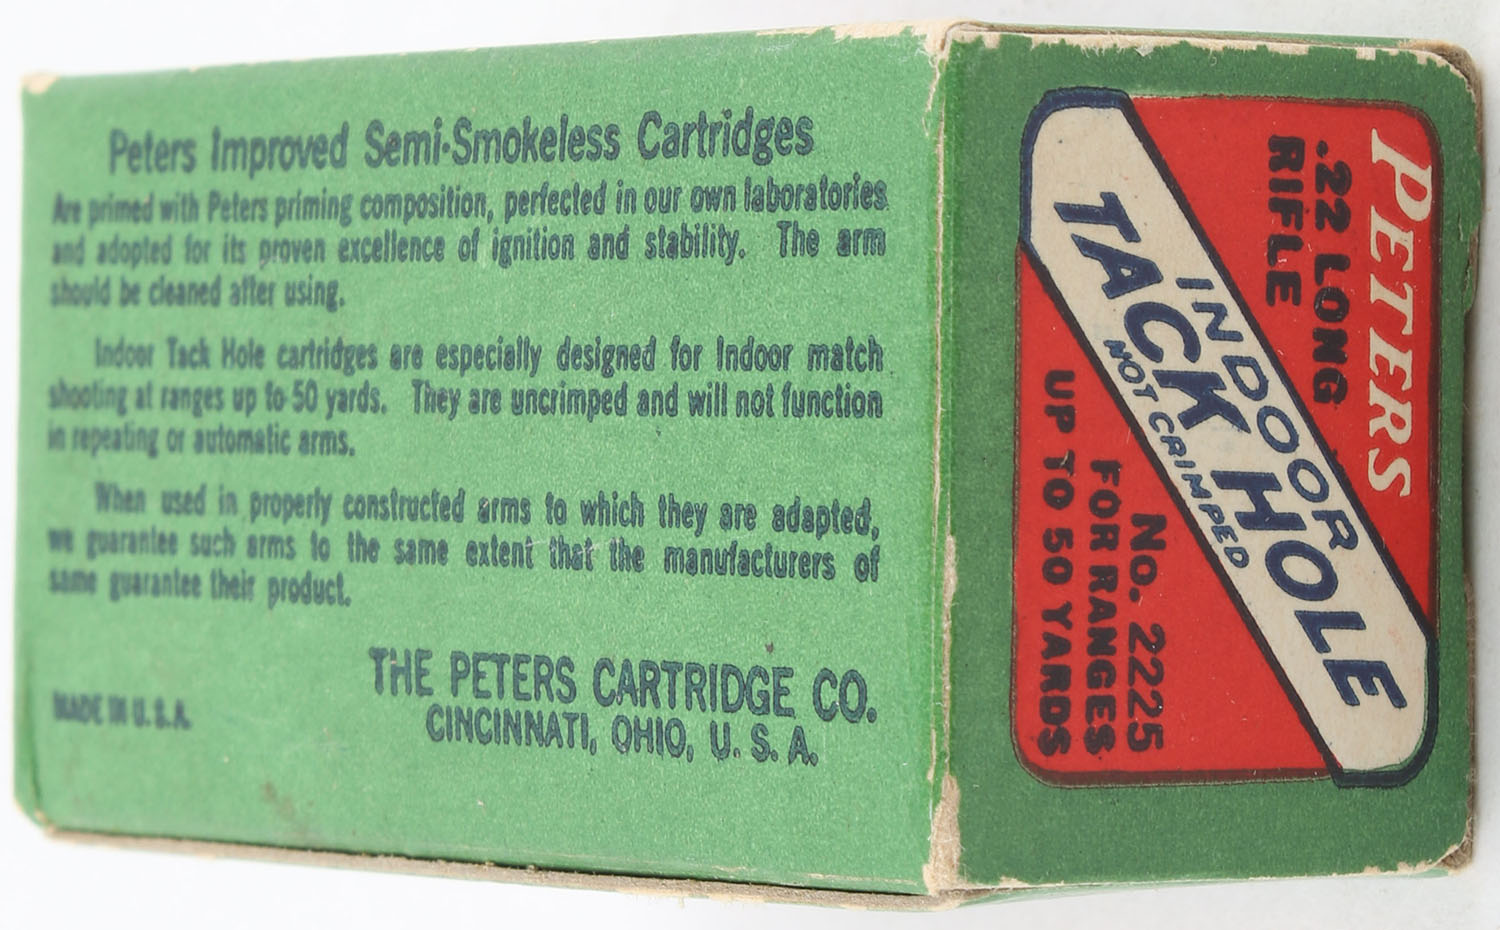 Peters Improved Semi-Smokeless Cartridges
Are primed with Peters priming composition, perfected in our own laboratories
and adopted for its proven excellence of ignition and stability. The arm
should be cleaned after using.
Indoor Tack Hole cartridges are especially designed for Indoor match
shooting at ranges up to 50 yards. They are uncrimped and will not function
in repeating or automatic arms.
When used in properly constructed arms to which they are adapted,
we guarantee such arms to the same extent that the manufacturers of
same guarantee their product.
THE PETERS CARTRIDGE CO.
CINCINNATI, OHIO, U. S. A.
MADE IN U. S. A.
PETERS
.22 LONG
RIFLE
INDOOR
TACK HOLE
NOT CRIMPED
No. 2225
FOR RANGES
UP TO 50 YARDS